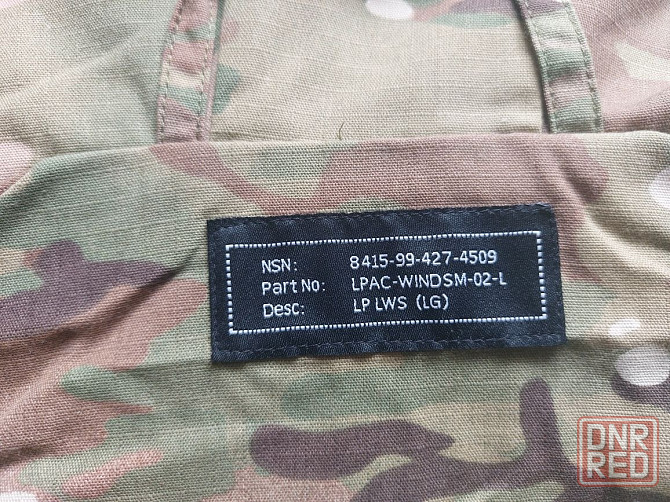 NSN: 8415-99-427-4509
Part No: LPAC-WINDSM-02-L
Desc: LP LWS (LG)
DNR
RED